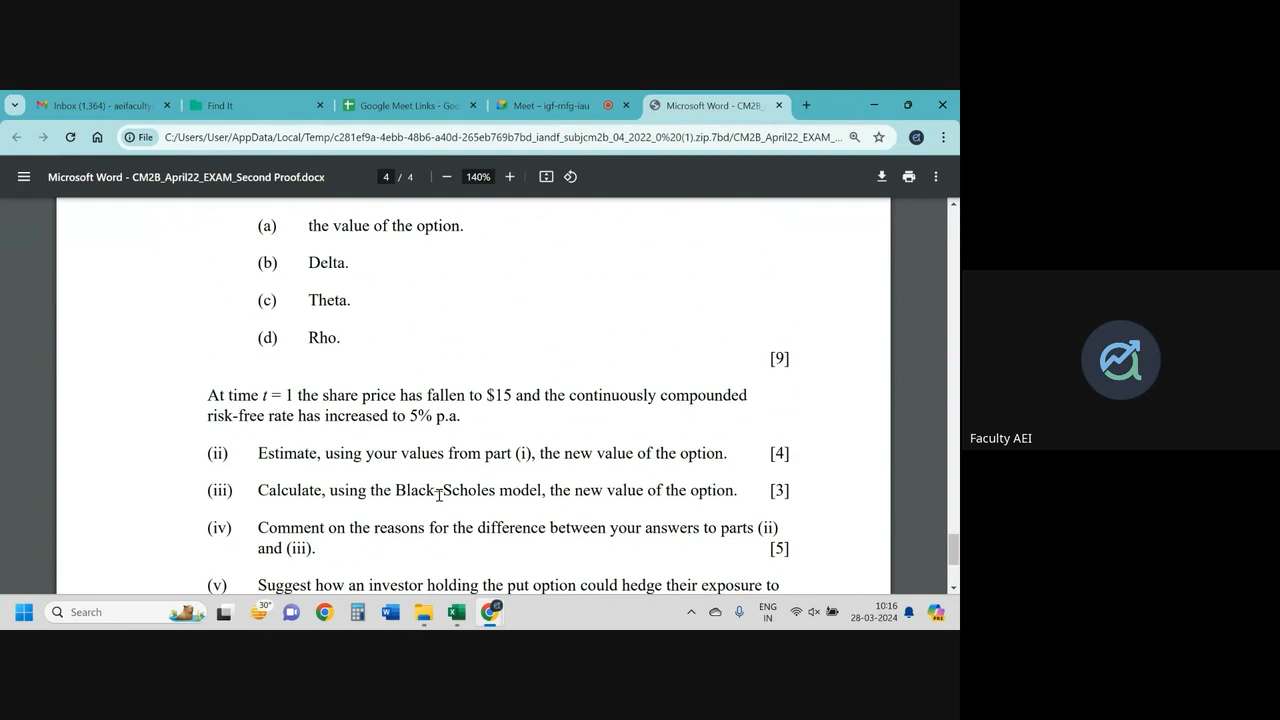 Inbox (1,364) - aeifaculty
Find It
Google Meet Links - Goo
Meet – igf-mfg-iau
Microsoft Word - CM2B_
File
C:/Users/User/AppData/Local/Temp/c281ef9a-4ebb-48b6-a40d-265eb769b7bd_iandf_subjcm2b_04_2022_0%20(1).zip.7bd/CM2B_April22_EXAM_...
Microsoft Word - CM2B_April22_EXAM_Second Proof.docx
4 / 4
140%
(a) the value of the option.
(b) Delta.
(c) Theta.
(d) Rho.
[9]
At time t = 1 the share price has fallen to $15 and the continuously compounded
risk-free rate has increased to 5% p.a.
(ii) Estimate, using your values from part (i), the new value of the option. [4]
(iii) Calculate, using the Black–Scholes model, the new value of the option. [3]
(iv) Comment on the reasons for the difference between your answers to parts (ii)
and (iii). [5]
(v) Suggest how an investor holding the put option could hedge their exposure to
Faculty AEI
Search
30°
ENG
IN
10:16
28-03-2024